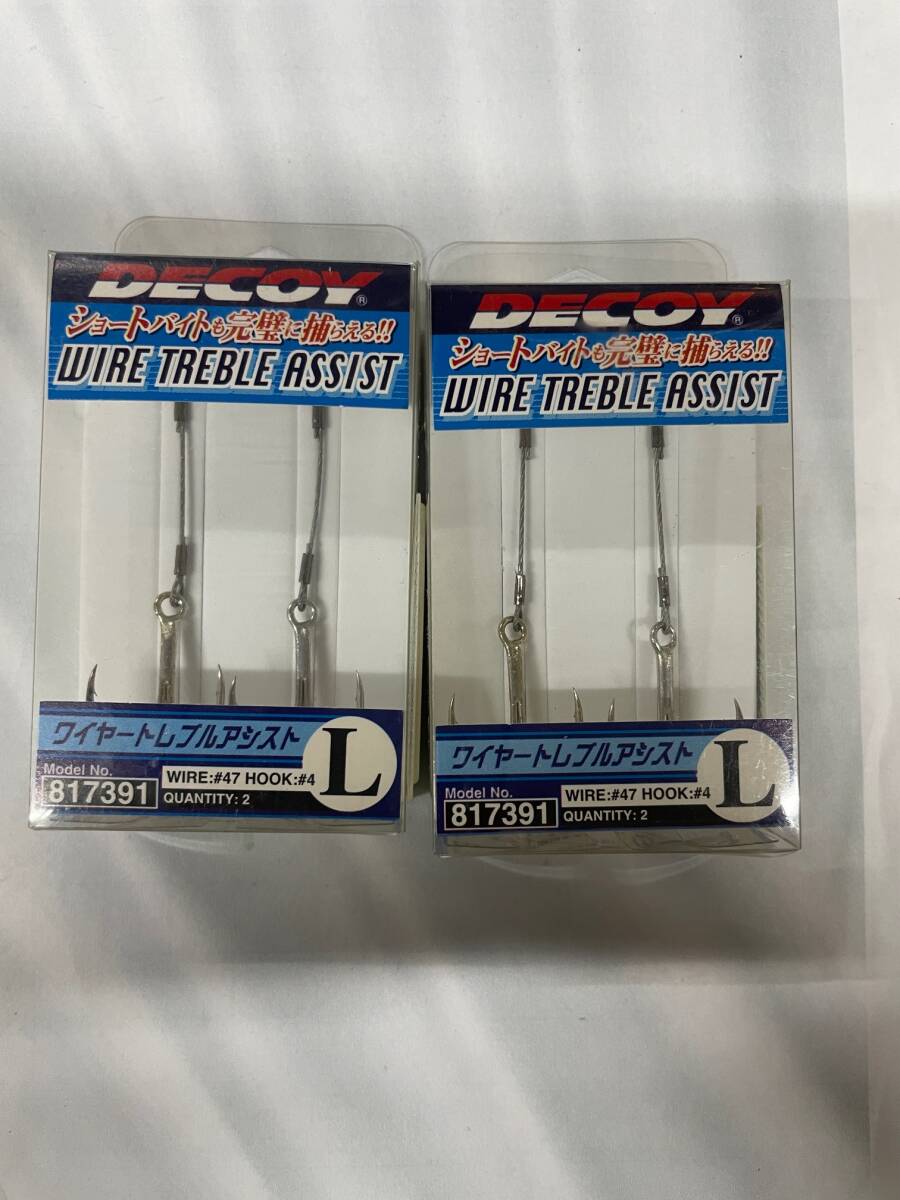 DECOY®
ショートバイトも完璧に捕らえる!!
WIRE TREBLE ASSIST
ワイヤートレブルアシスト
Model No.
817391
WIRE:#47 HOOK:#4
QUANTITY: 2
L
DECOY®
ショートバイトも完璧に捕らえる!!
WIRE TREBLE ASSIST
ワイヤートレブルアシスト
Model No.
817391
WIRE:#47 HOOK:#4
QUANTITY: 2
L